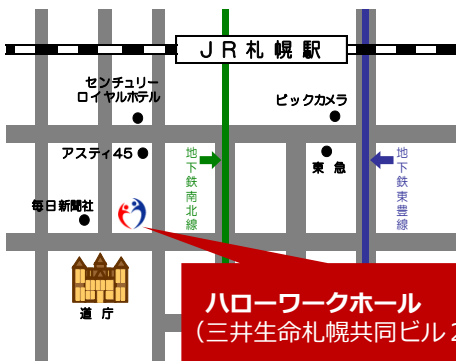 JR札幌駅
センチュリー
ロイヤルホテル
ビックカメラ
アスティ45
地下鉄南北線
東急
地下鉄東豊線
毎日新聞社
道庁
ハローワークホール
（三井生命札幌共同ビル2